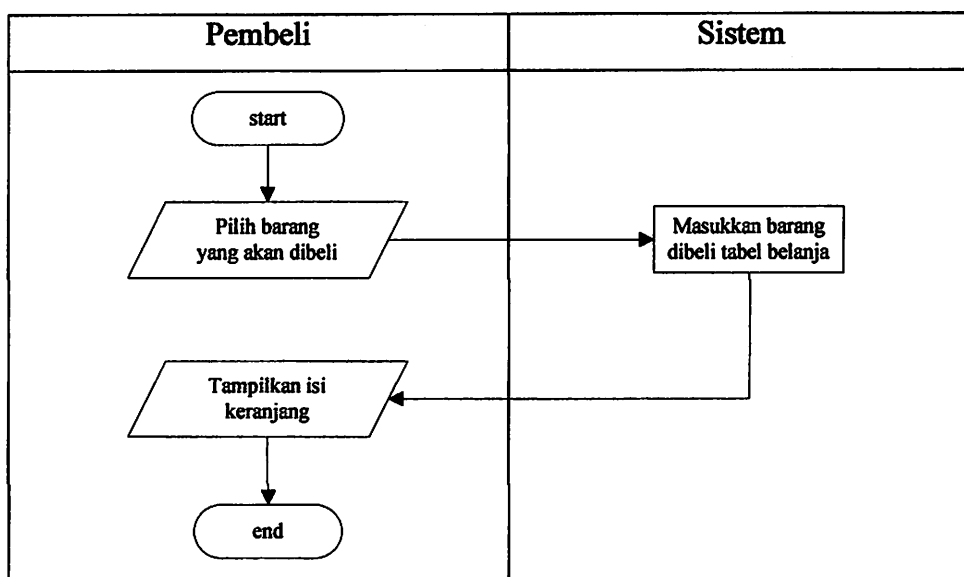 Pembeli
Sistem
start
Pilih barang
yang akan dibeli
Masukkan barang
dibeli tabel belanja
Tampilkan isi
keranjang
end